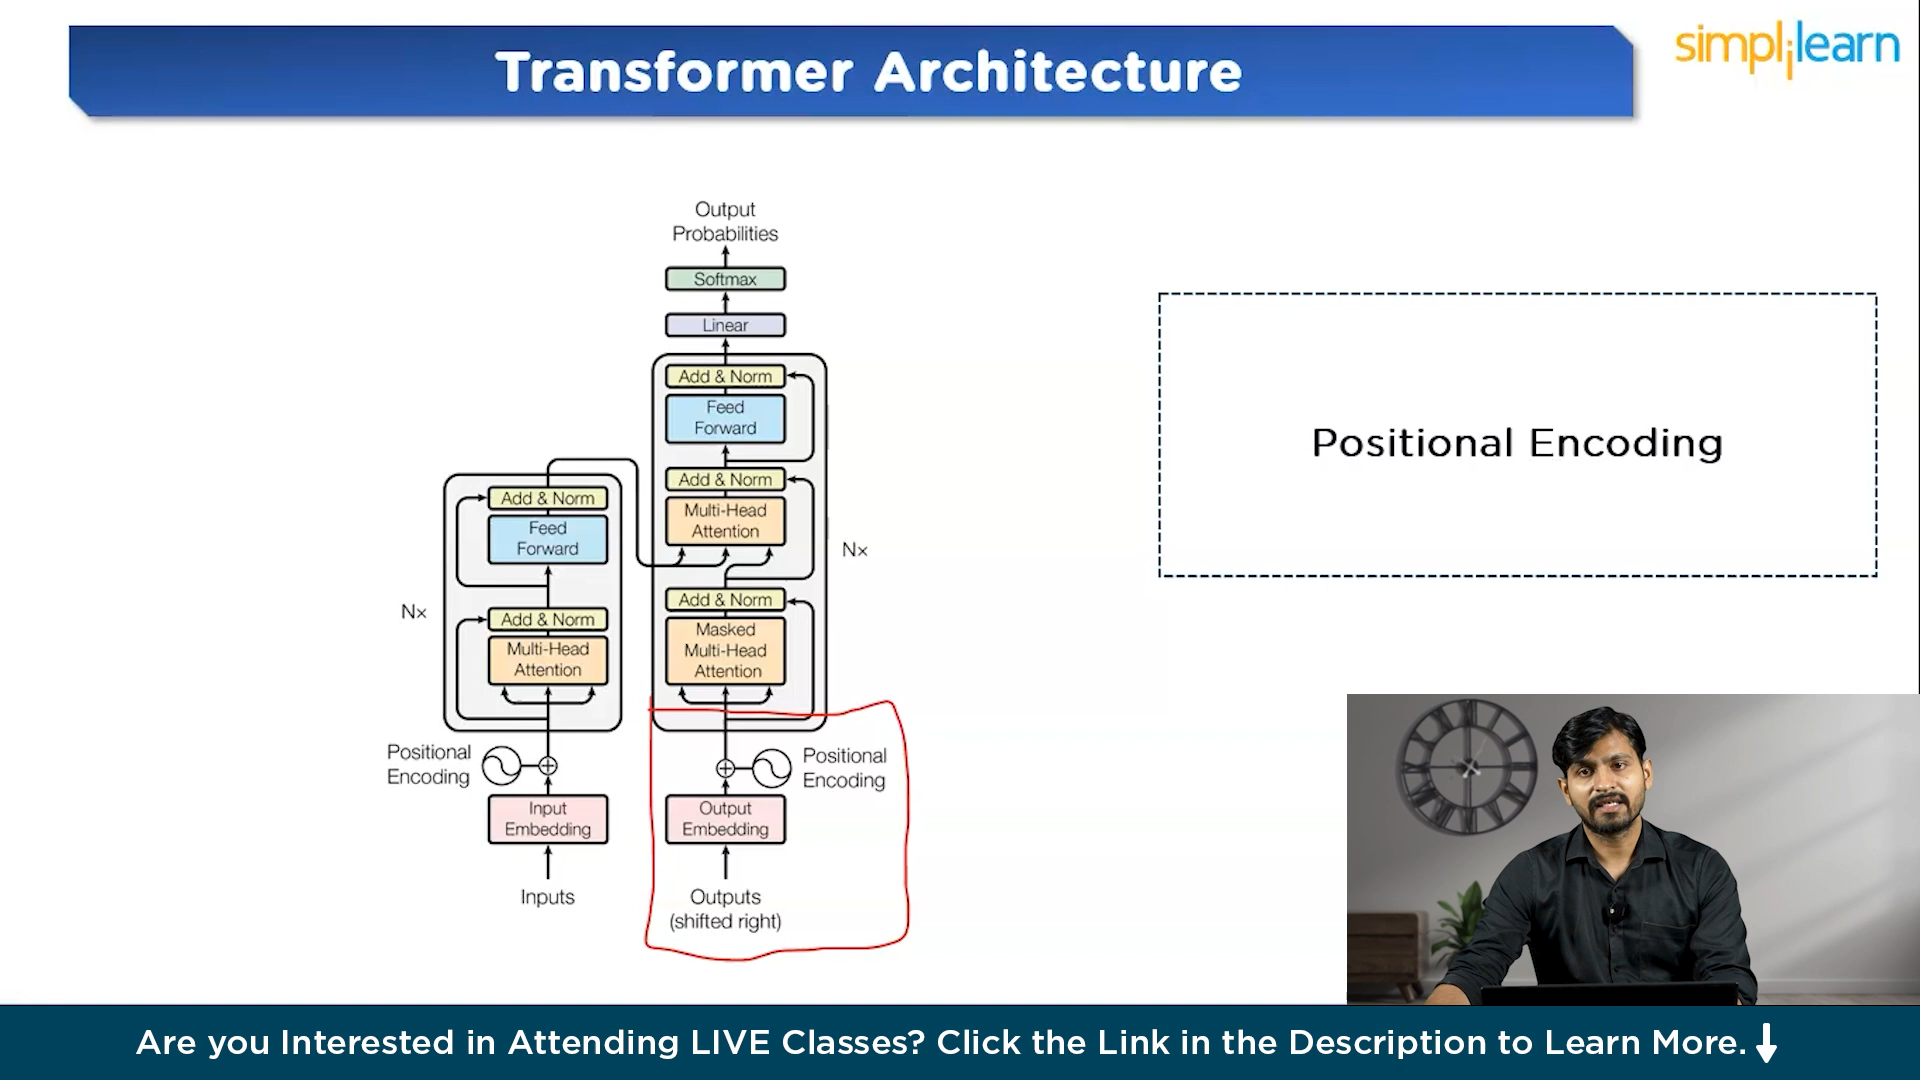 Transformer Architecture
simplilearn
Output
Probabilities
Softmax
Linear
Add & Norm
Feed
Forward
Add & Norm
Multi-Head
Attention
Nx
Add & Norm
Masked
Multi-Head
Attention
Positional
Encoding
Output
Embedding
Outputs
(shifted right)
Add & Norm
Feed
Forward
Nx
Add & Norm
Multi-Head
Attention
Positional
Encoding
Input
Embedding
Inputs
Positional Encoding
Are you Interested in Attending LIVE Classes? Click the Link in the Description to Learn More.